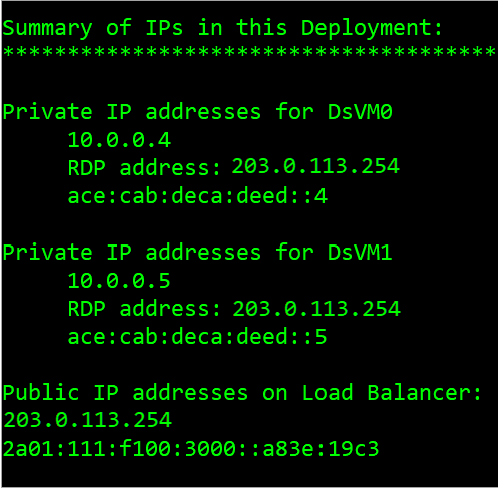 Summary of IPs in this Deployment:
**************************************
Private IP addresses for DsVM0
10.0.0.4
RDP address: 203.0.113.254
ace:cab:deca:deed::4
Private IP addresses for DsVM1
10.0.0.5
RDP address: 203.0.113.254
ace:cab:deca:deed::5
Public IP addresses on Load Balancer:
203.0.113.254
2a01:111:f100:3000::a83e:19c3